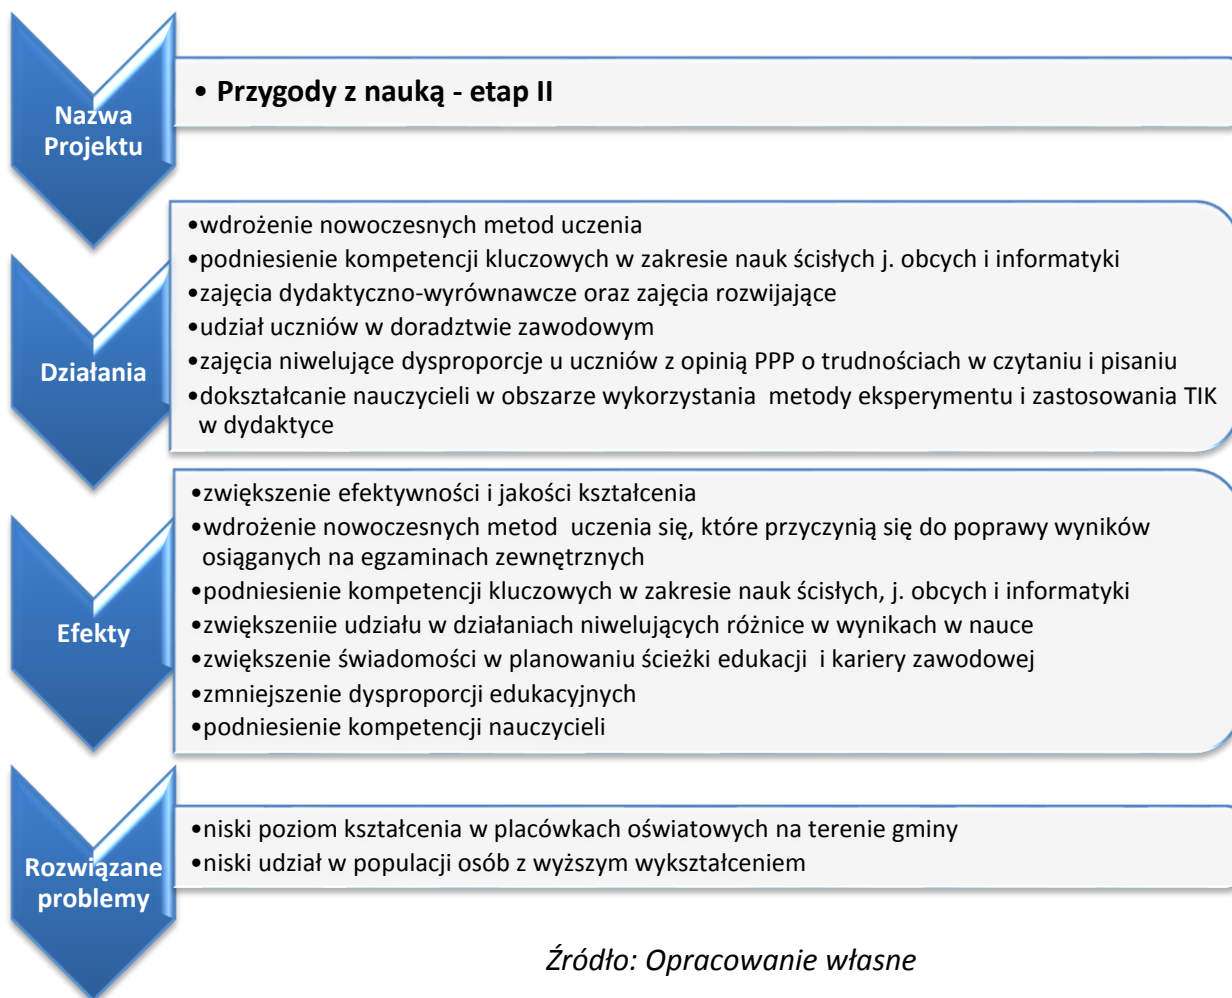 Nazwa
Projektu
• Przygody z nauką - etap II
Działania
•wdrożenie nowoczesnych metod uczenia
•podniesienie kompetencji kluczowych w zakresie nauk ścisłych j. obcych i informatyki
•zajęcia dydaktyczno-wyrównawcze oraz zajęcia rozwijające
•udział uczniów w doradztwie zawodowym
•zajęcia niwelujące dysproporcje u uczniów z opinią PPP o trudnościach w czytaniu i pisaniu
•dokształcanie nauczycieli w obszarze wykorzystania metody eksperymentu i zastosowania TIK
w dydaktyce
Efekty
•zwiększenie efektywności i jakości kształcenia
•wdrożenie nowoczesnych metod uczenia się, które przyczynią się do poprawy wyników
osiąganych na egzaminach zewnętrznych
•podniesienie kompetencji kluczowych w zakresie nauk ścisłych, j. obcych i informatyki
•zwiększeniie udziału w działaniach niwelujących różnice w wynikach w nauce
•zwiększenie świadomości w planowaniu ścieżki edukacji i kariery zawodowej
•zmniejszenie dysproporcji edukacyjnych
•podniesienie kompetencji nauczycieli
Rozwiązane
problemy
•niski poziom kształcenia w placówkach oświatowych na terenie gminy
•niski udział w populacji osób z wyższym wykształceniem
Źródło: Opracowanie własne